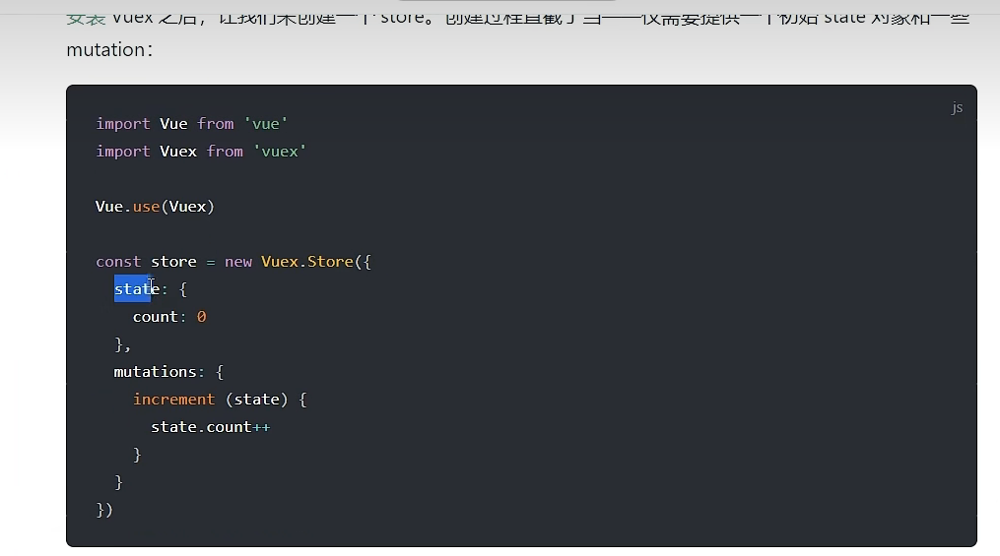 安装 Vuex 之后，让我们来创建一个 store。创建过程直截了当——仅需要提供一个初始 state 对象和一些
mutation：
js
import Vue from 'vue'
import Vuex from 'vuex'
Vue.use(Vuex)
const store = new Vuex.Store({
  state: {
    count: 0
  },
  mutations: {
    increment (state) {
      state.count++
    }
  }
})